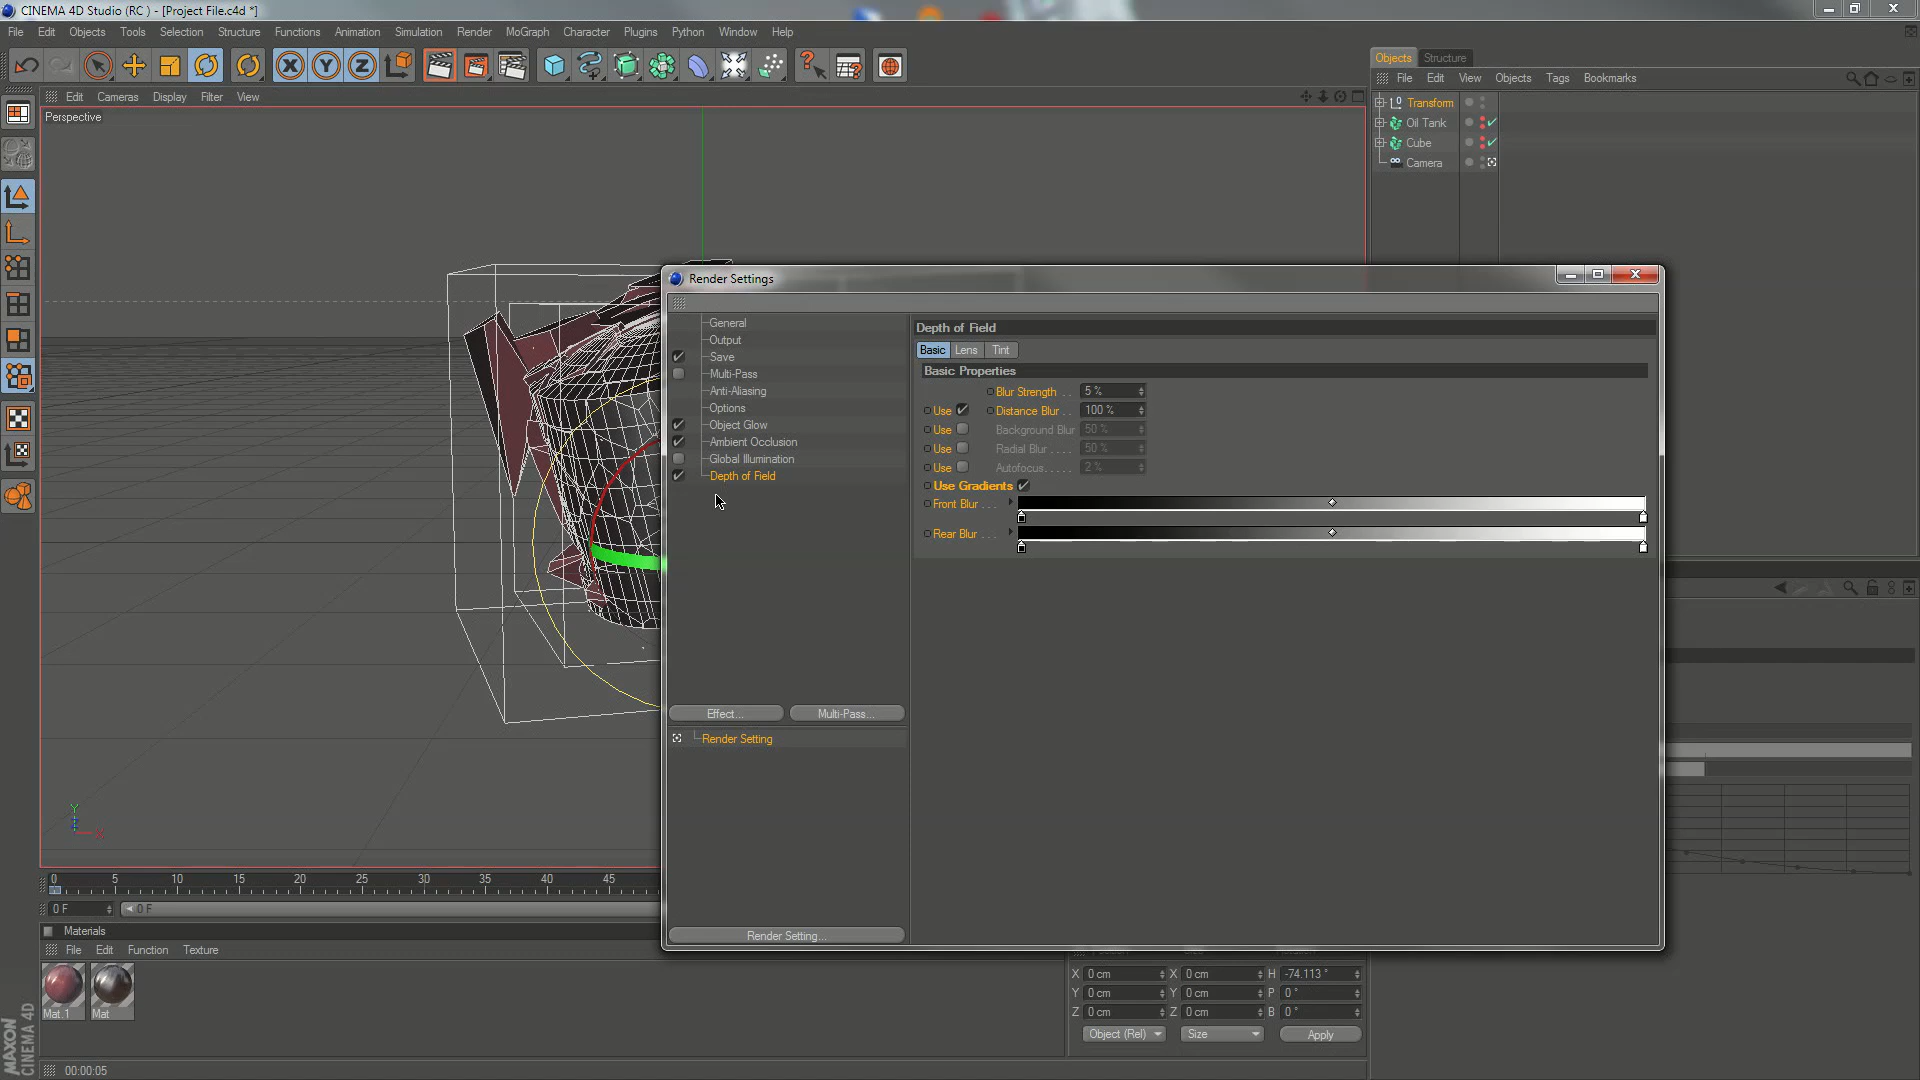 CINEMA 4D Studio (RC ) - [Project File.c4d *]
File Edit Objects Tools Selection Structure Functions Animation Simulation Render MoGraph Character Plugins Python Window Help
Edit Cameras Display Filter View
Perspective
Objects Structure
File Edit View Objects Tags Bookmarks
Transform
Oil Tank
Cube
Camera
Render Settings
General
Output
Save
Multi-Pass
Anti-Aliasing
Options
Object Glow
Ambient Occlusion
Global Illumination
Depth of Field
Effect...
Multi-Pass...
Render Setting
Render Setting...
Depth of Field
Basic Lens Tint
Basic Properties
Blur Strength . . 5 %
Use Distance Blur . . 100 %
Use Background Blur 50 %
Use Radial Blur . . 50 %
Use Autofocus. . . . . 2 %
Use Gradients
Front Blur . . .
Rear Blur . . .
Y
X
0 5 10 15 20 25 30 35 40 45
0 F 0 F
Materials
File Edit Function Texture
Mat.1 Mat
X 0 cm X 0 cm H -74.113 °
Y 0 cm Y 0 cm P 0 °
Z 0 cm Z 0 cm B 0 °
Object (Rel) Size Apply
MAXON
CINEMA 4D
00:00:05